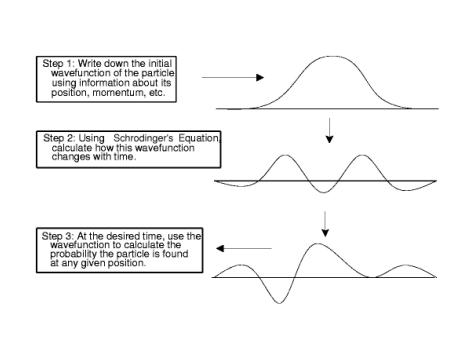 Step 1: Write down the initial
wavefunction of the particle
using information about its
position, momentum, etc.
Step 2: Using Schrodinger's Equation,
calculate how this wavefunction
changes with time.
Step 3: At the desired time, use the
wavefunction to calculate the
probability the particle is found
at any given position.